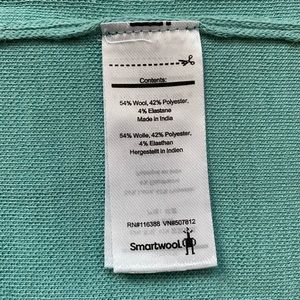 Contents:
54% Wool, 42% Polyester,
4% Elastane
Made in India
54% Wolle, 42% Polyester,
4% Elasthan
Hergestellt in Indien
RN#116388 VN#507812
Smartwool